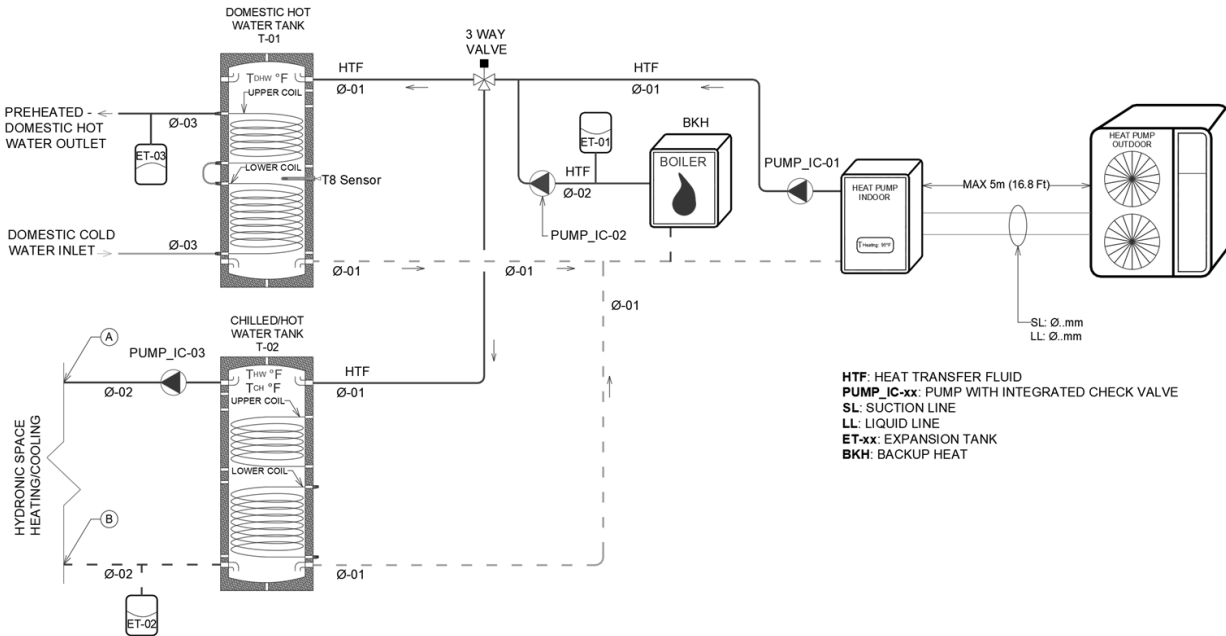 DOMESTIC HOT
WATER TANK
T-01
3 WAY
VALVE
HTF
HTF
TDHW °F
Ø-01
Ø-01
UPPER COIL
PREHEATED -
DOMESTIC HOT
WATER OUTLET
Ø-03
ET-03
ET-01
BKH
BOILER
HEAT PUMP
OUTDOOR
LOWER COIL
T8 Sensor
HTF
Ø-02
PUMP_IC-01
HEAT PUMP
INDOOR
MAX 5m (16.8 Ft)
PUMP_IC-02
DOMESTIC COLD
WATER INLET
Ø-03
Ø-01
Ø-01
Ø-01
SL: Ø..mm
LL: Ø..mm
CHILLED/HOT
WATER TANK
T-02
A
PUMP_IC-03
Ø-02
THW °F
TCH °F
HTF
Ø-01
UPPER COIL
LOWER COIL
HYDRONIC SPACE
HEATING/COOLING
B
Ø-02
Ø-01
ET-02
HTF: HEAT TRANSFER FLUID
PUMP_IC-xx: PUMP WITH INTEGRATED CHECK VALVE
SL: SUCTION LINE
LL: LIQUID LINE
ET-xx: EXPANSION TANK
BKH: BACKUP HEAT